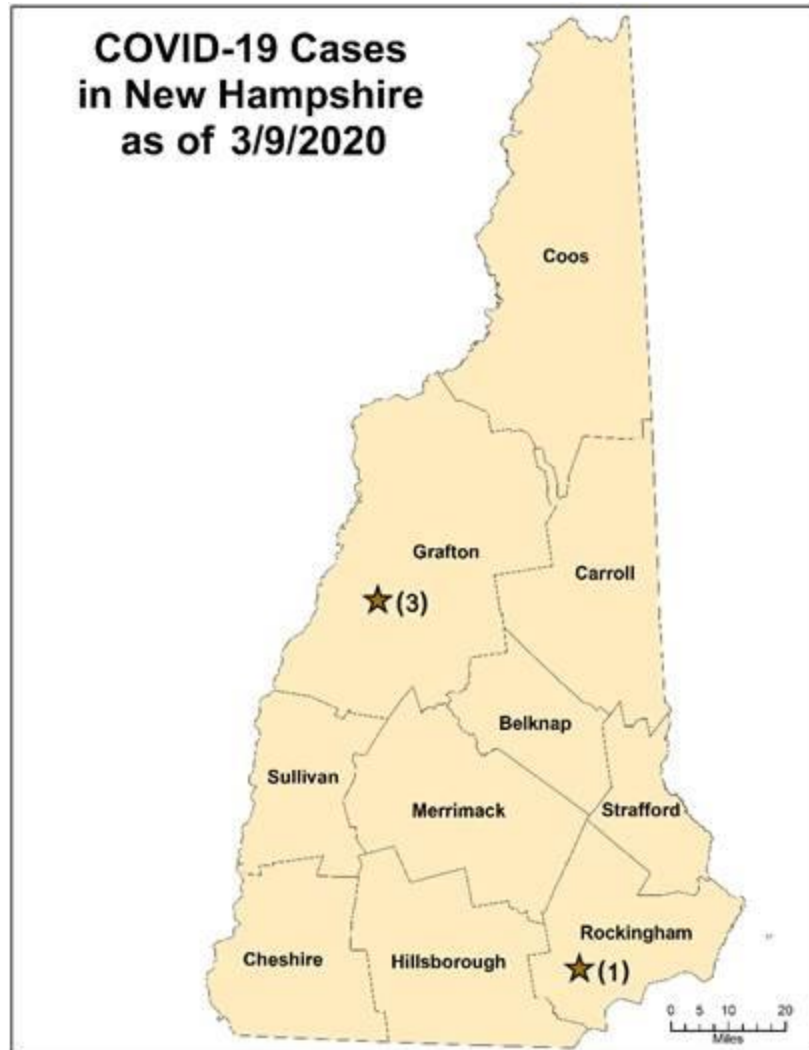 COVID-19 Cases
in New Hampshire
as of 3/9/2020
Coos
Grafton
Carroll
(3)
Belknap
Sullivan
Merrimack
Strafford
Rockingham
Cheshire
Hillsborough
(1)
0 5 10 20
Miles